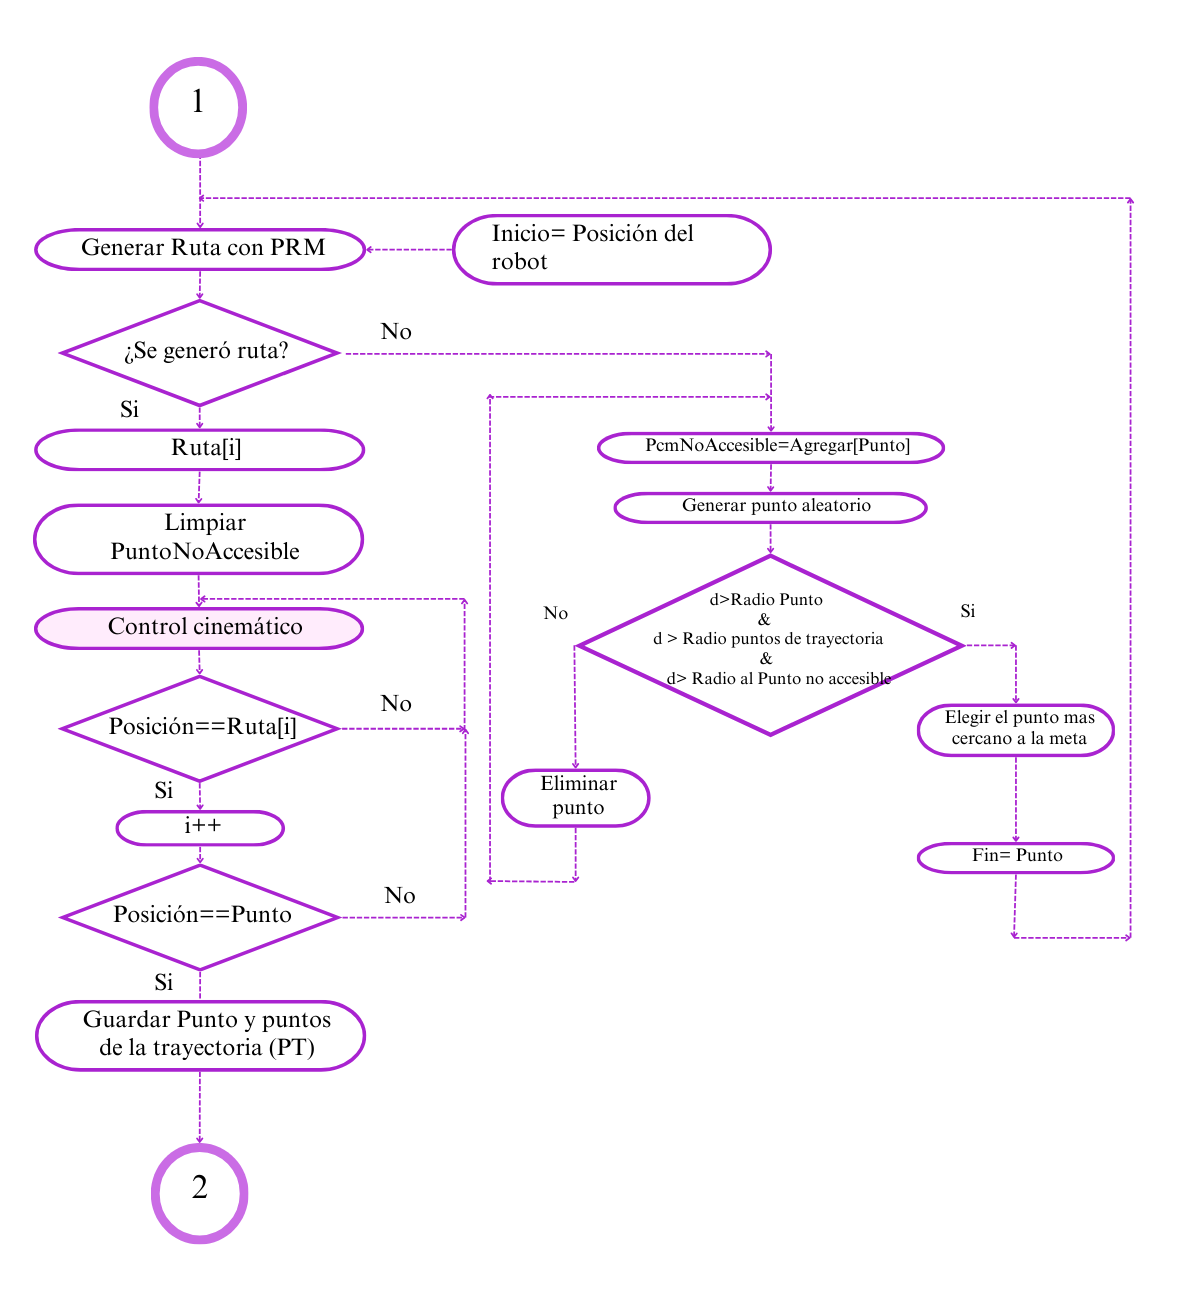 1
Generar Ruta con PRM
Inicio= Posición del
robot
¿Se generó ruta?
No
Si
Ruta[i]
Limpiar
PuntoNoAccesible
Control cinemático
Posición==Ruta[i]
No
Si
i++
Posición==Punto
No
Si
Guardar Punto y puntos
de la trayectoria (PT)
2
PcmNoAccesible=Agregar[Punto]
Generar punto aleatorio
d>Radio Punto
&
d > Radio puntos de trayectoria
&
d> Radio al Punto no accesible
No
Si
Eliminar
punto
Elegir el punto mas
cercano a la meta
Fin= Punto